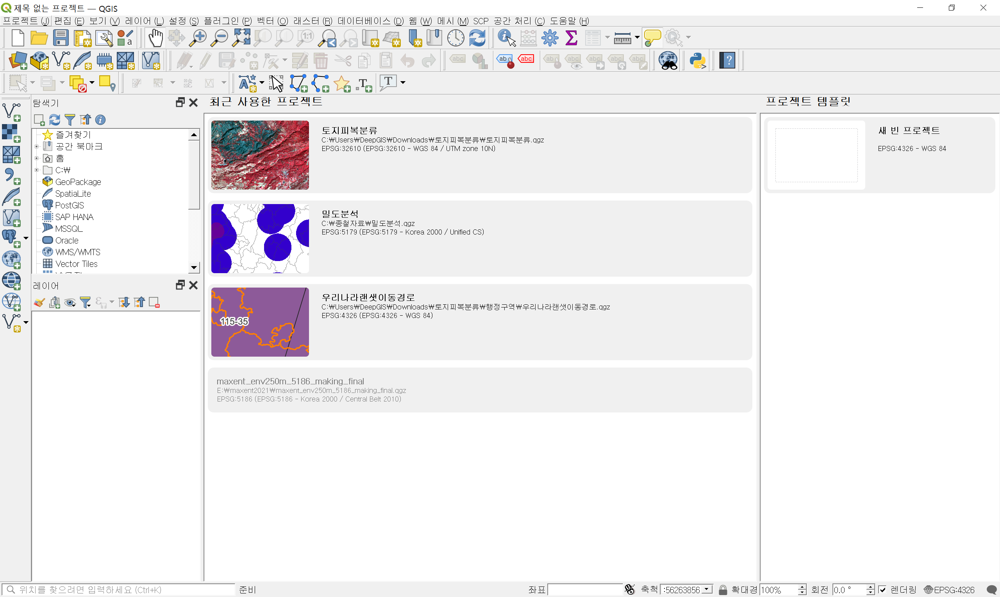 제목 없는 프로젝트 — QGIS
프로젝트 (J) 편집 (E) 보기 (V) 레이어 (L) 설정 (S) 플러그인 (P) 벡터 (O) 래스터 (R) 데이터베이스 (D) 웹 (W) 메시 (M) SCP 공간 처리 (C) 도움말 (H)
탐색기
즐겨찾기
공간 북마크
홈
C:₩
GeoPackage
SpatiaLite
PostGIS
SAP HANA
MSSQL
Oracle
WMS/WMTS
Vector Tiles
레이어
최근 사용한 프로젝트
토지피복분류
C:₩Users₩DeepGIS₩Downloads₩토지피복분류₩토지피복분류.qgz
EPSG:32610 (EPSG:32610 - WGS 84 / UTM zone 10N)
밀도분석
C:₩종철자료₩밀도분석.qgz
EPSG:5179 (EPSG:5179 - Korea 2000 / Unified CS)
115-35
우리나라랜샛이동경로
C:₩Users₩DeepGIS₩Downloads₩토지피복분류₩행정구역₩우리나라랜샛이동경로.qgz
EPSG:4326 (EPSG:4326 - WGS 84)
maxent_env250m_5186_making_final
E:₩maxent2021₩maxent_env250m_5186_making_final.qgz
EPSG:5186 (EPSG:5186 - Korea 2000 / Central Belt 2010)
프로젝트 템플릿
새 빈 프로젝트
EPSG:4326 - WGS 84
위치를 찾으려면 입력하세요 (Ctrl+K) 준비 좌표 축척 :56263856 확대경 100% 회전 0.0 ° 렌더링 EPSG:4326